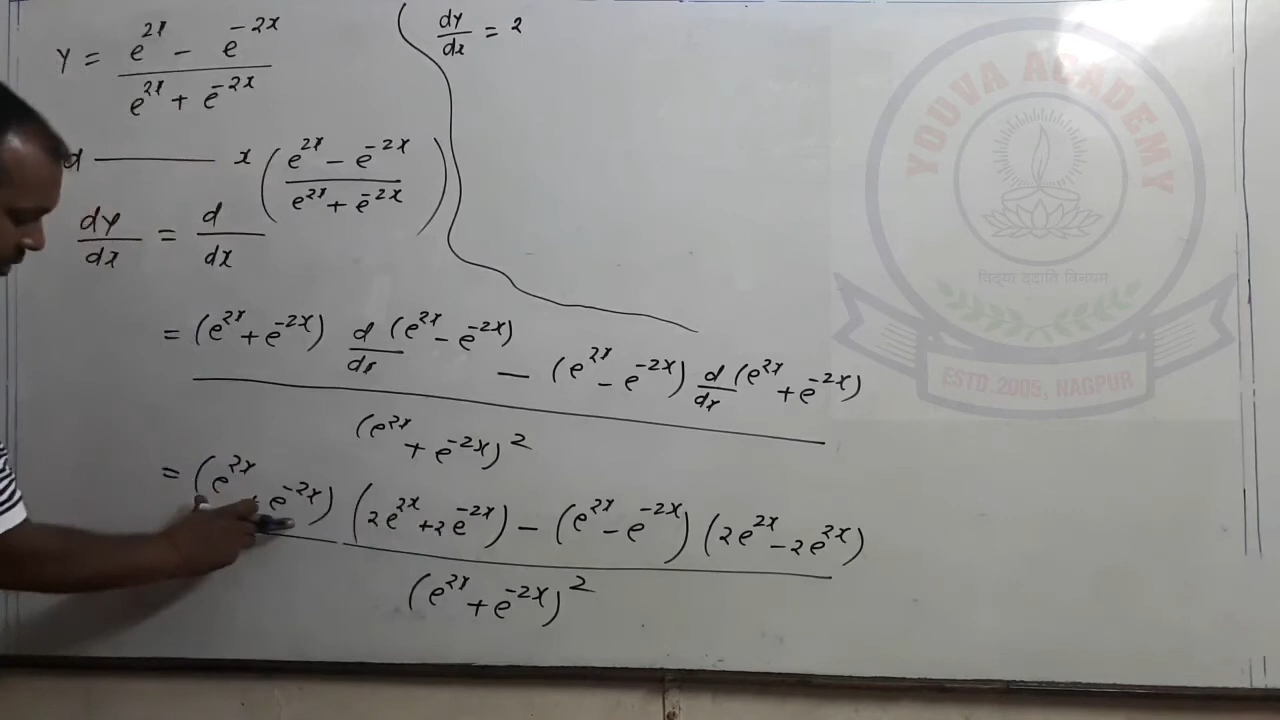 Y = (e^{2x} - e^{-2x}) / (e^{2x} + e^{-2x})
d ——— x
dy/dx = d/dx ((e^{2x} - e^{-2x}) / (e^{2x} + e^{-2x}))
= (e^{2x} + e^{-2x}) d/dx (e^{2x} - e^{-2x}) - (e^{2x} - e^{-2x}) d/dx (e^{2x} + e^{-2x})
(e^{2x} + e^{-2x})^2
= (e^{2x} + e^{-2x}) (2e^{2x} + 2e^{-2x}) - (e^{2x} - e^{-2x}) (2e^{2x} - 2e^{2x})
(e^{2x} + e^{-2x})^2
dy/dx = 2
YOUVA ACADEMY
विद्या ददाति विनयम
ESTD.2005, NAGPUR